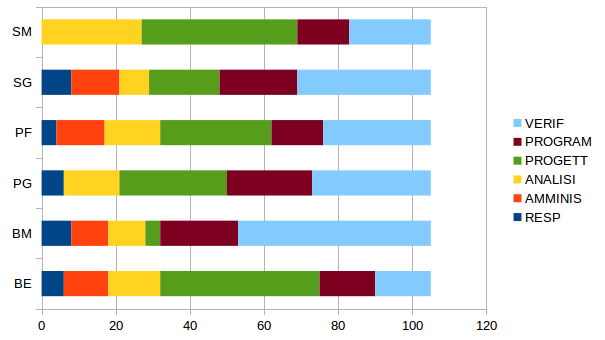 SM
SG
PF
PG
BM
BE
0 20 40 60 80 100 120
VERIF
PROGRAM
PROGETT
ANALISI
AMMINIS
RESP